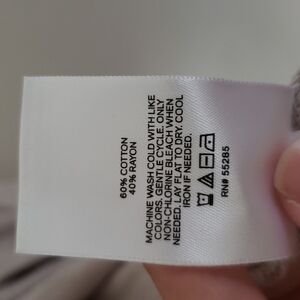 60% COTTON
40% RAYON
MACHINE WASH COLD WITH LIKE
COLORS, GENTLE CYCLE. ONLY
NON-CHLORINE BLEACH WHEN
NEEDED. LAY FLAT TO DRY. COOL
IRON IF NEEDED.
RN# 55285